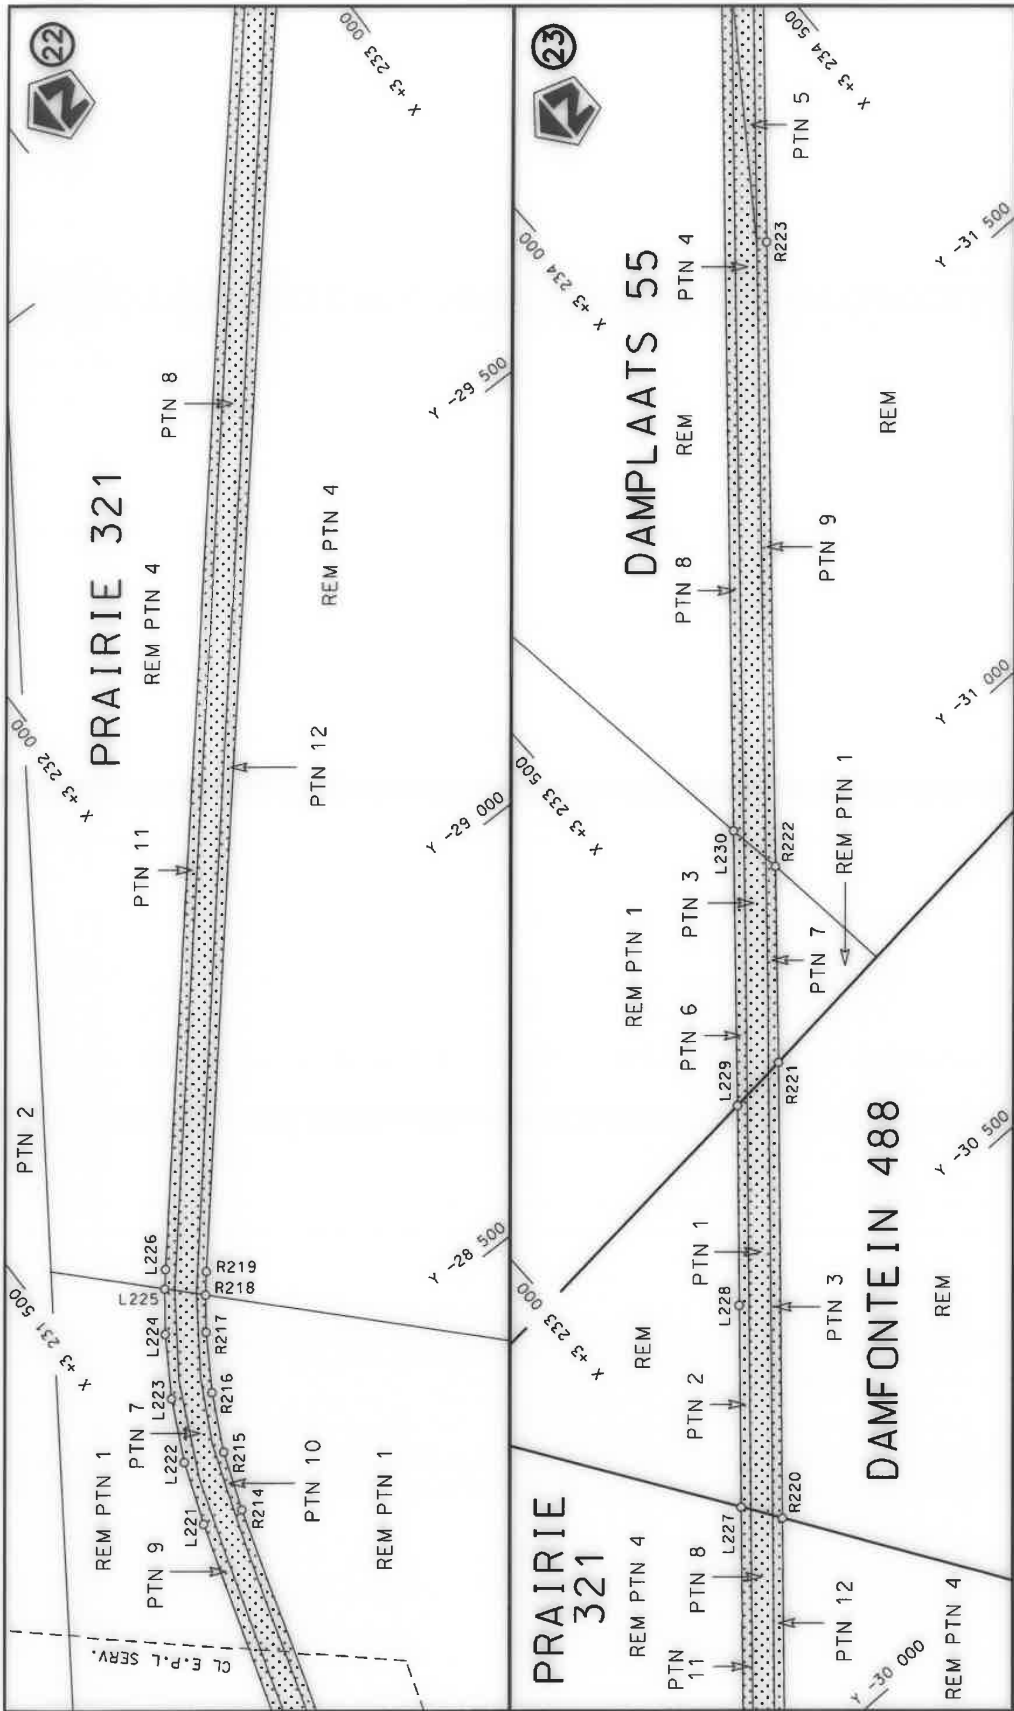 22
X +3 233 000
PTN 8
Y -29 500
PRAIRIE 321
REM PTN 4
REM PTN 4
X +3 232 000
PTN 12
Y -29 000
PTN 11
PTN 2
Y -28 500
L226
R219
L225
R218
L224
R217
X +3 231 500
L223
R216
PTN 7
L222
R215
REM PTN 1
PTN 10
R214
L221
REM PTN 1
PTN 9
CL E.P.L SERV.
23
X +3 234 500
PTN 5
X +3 234 000
R223
PTN 4
Y -31 500
DAMPLAATS 55
REM
REM
PTN 9
PTN 8
Y -31 000
X +3 233 500
L230
R222
REM PTN 1
PTN 3
REM PTN 1
PTN 7
PTN 6
L229
R221
DAMFONTEIN 488
Y -30 500
PTN 1
X +3 233 000
L228
PTN 3
REM
REM
PTN 2
R220
L227
PRAIRIE
321
REM PTN 4
PTN 8
PTN 12
PTN
11
REM PTN 4
Y -30 000